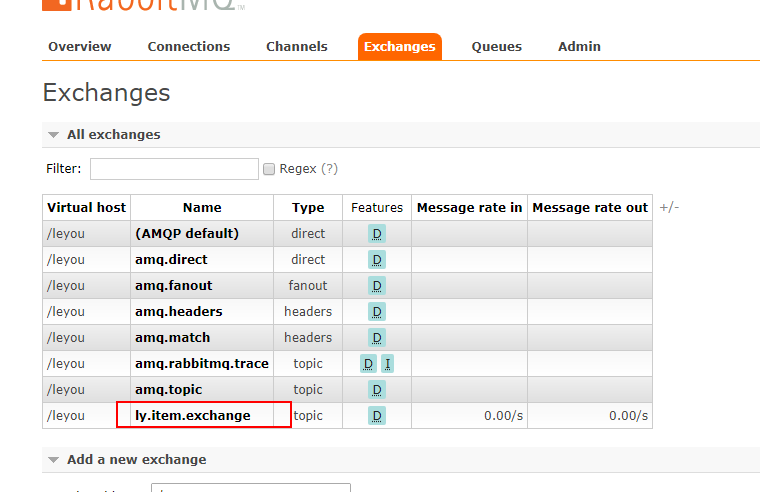 RabbitMQ TM
Overview Connections Channels Exchanges Queues Admin
Exchanges
All exchanges
Filter: Regex (?)
Virtual host Name Type Features Message rate in Message rate out +/-
/leyou (AMQP default) direct D
/leyou amq.direct direct D
/leyou amq.fanout fanout D
/leyou amq.headers headers D
/leyou amq.match headers D
/leyou amq.rabbitmq.trace topic D I
/leyou amq.topic topic D
/leyou ly.item.exchange topic D 0.00/s 0.00/s
Add a new exchange